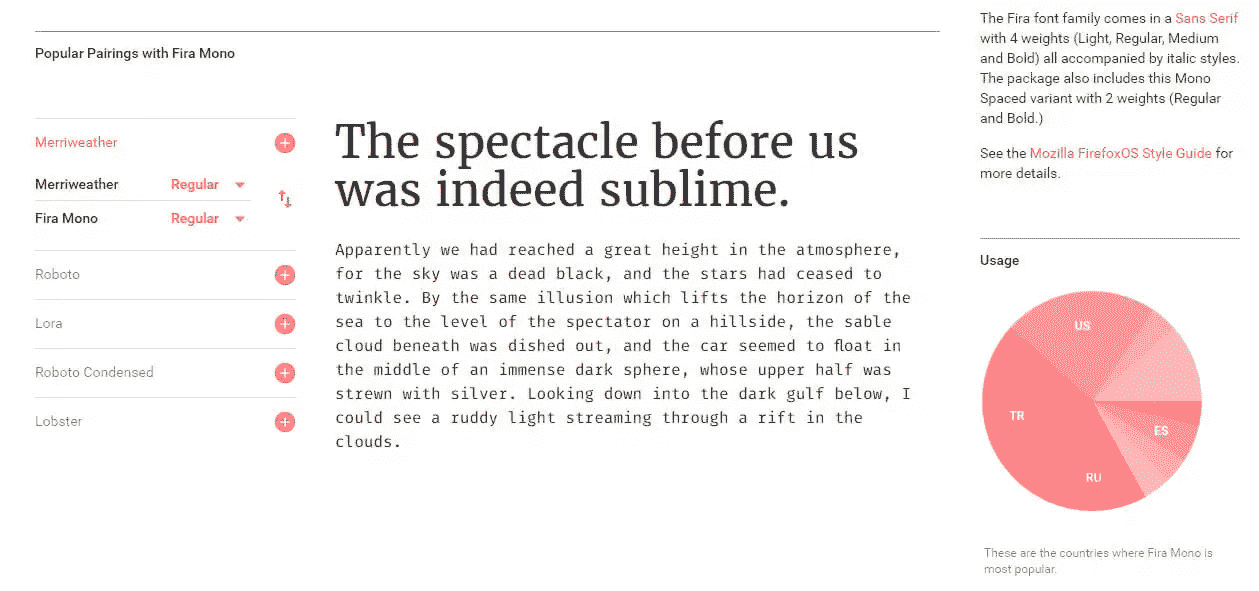 Popular Pairings with Fira Mono
Merriweather
Merriweather Regular
Fira Mono Regular
Roboto
Lora
Roboto Condensed
Lobster
The spectacle before us
was indeed sublime.
Apparently we had reached a great height in the atmosphere,
for the sky was a dead black, and the stars had ceased to
twinkle. By the same illusion which lifts the horizon of the
sea to the level of the spectator on a hillside, the sable
cloud beneath was dished out, and the car seemed to float in
the middle of an immense dark sphere, whose upper half was
strewn with silver. Looking down into the dark gulf below, I
could see a ruddy light streaming through a rift in the
clouds.
The Fira font family comes in a Sans Serif
with 4 weights (Light, Regular, Medium
and Bold) all accompanied by italic styles.
The package also includes this Mono
Spaced variant with 2 weights (Regular
and Bold.)
See the Mozilla FirefoxOS Style Guide for
more details.
Usage
US
TR
ES
RU
These are the countries where Fira Mono is
most popular.